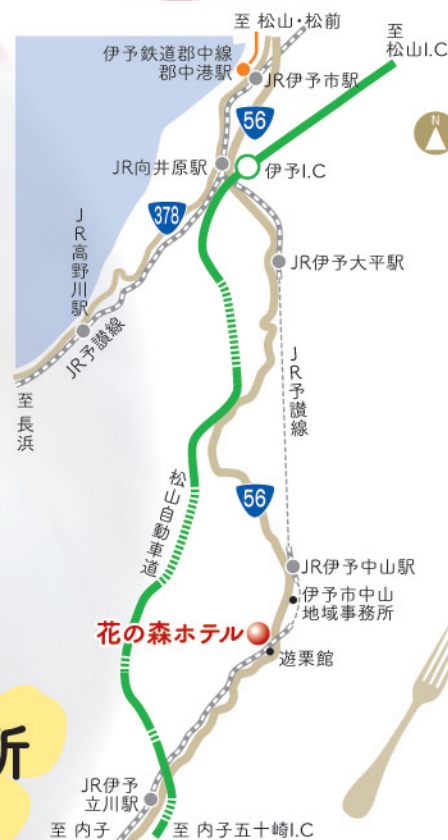 至 松山・松前
至
松山I.C
伊予鉄道郡中線
郡中港駅
JR伊予市駅
56
N
JR向井原駅
伊予I.C
378
JR高野川駅
JR伊予大平駅
JR予讃線
JR予讃線
至 長浜
松山自動車道
56
JR伊予中山駅
伊予市中山
地域事務所
花の森ホテル
遊栗館
所
JR伊予
立川駅
至 内子
至 内子五十崎I.C